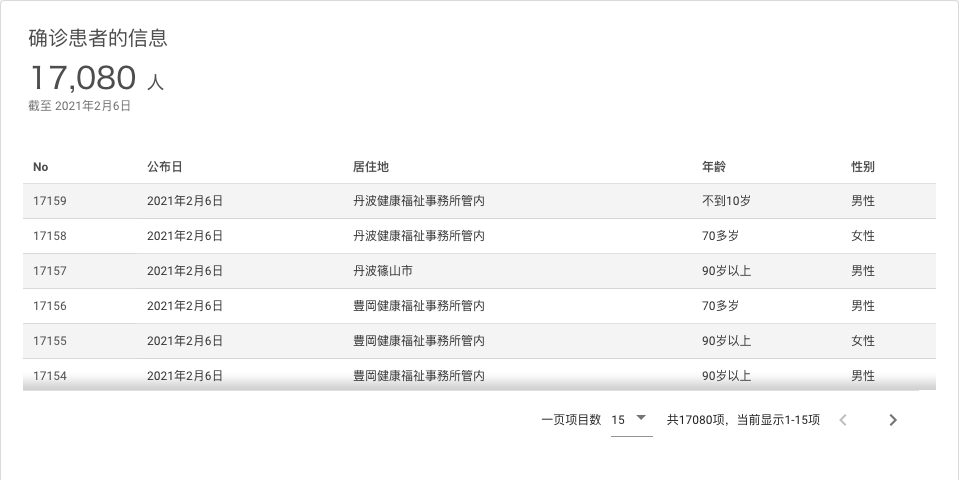 确诊患者的信息
17,080 人
截至 2021年2月6日
No 公布日 居住地 年龄 性别
17159 2021年2月6日 丹波健康福祉事務所管内 不到10岁 男性
17158 2021年2月6日 丹波健康福祉事務所管内 70多岁 女性
17157 2021年2月6日 丹波篠山市 90岁以上 男性
17156 2021年2月6日 豊岡健康福祉事務所管内 70多岁 男性
17155 2021年2月6日 豊岡健康福祉事務所管内 90岁以上 女性
17154 2021年2月6日 豊岡健康福祉事務所管内 90岁以上 男性
一页项目数 15 共17080项，当前显示1-15项